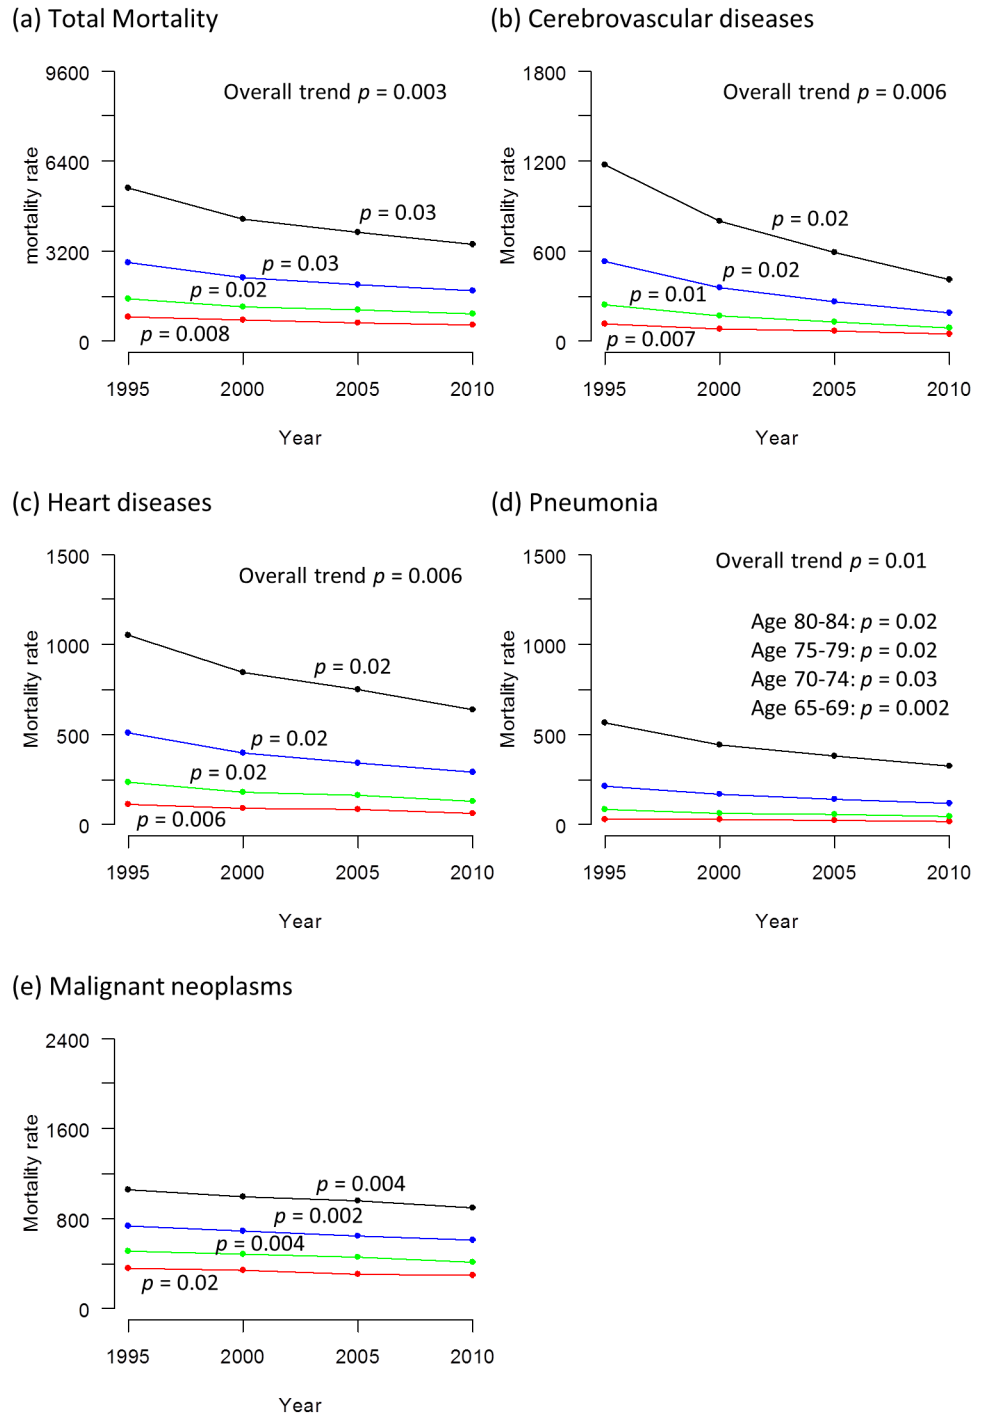 (a) Total Mortality
9600
6400
3200
0
mortality rate
Overall trend p = 0.003
p = 0.03
p = 0.03
p = 0.02
p = 0.008
1995 2000 2005 2010
Year
(b) Cerebrovascular diseases
1800
1200
600
0
Mortality rate
Overall trend p = 0.006
p = 0.02
p = 0.02
p = 0.01
p = 0.007
1995 2000 2005 2010
Year
(c) Heart diseases
1500
1000
500
0
Mortality rate
Overall trend p = 0.006
p = 0.02
p = 0.02
p = 0.02
p = 0.006
1995 2000 2005 2010
Year
(d) Pneumonia
1500
1000
500
0
Mortality rate
Overall trend p = 0.01
Age 80-84: p = 0.02
Age 75-79: p = 0.02
Age 70-74: p = 0.03
Age 65-69: p = 0.002
1995 2000 2005 2010
Year
(e) Malignant neoplasms
2400
1600
800
0
Mortality rate
p = 0.004
p = 0.002
p = 0.004
p = 0.02
1995 2000 2005 2010
Year